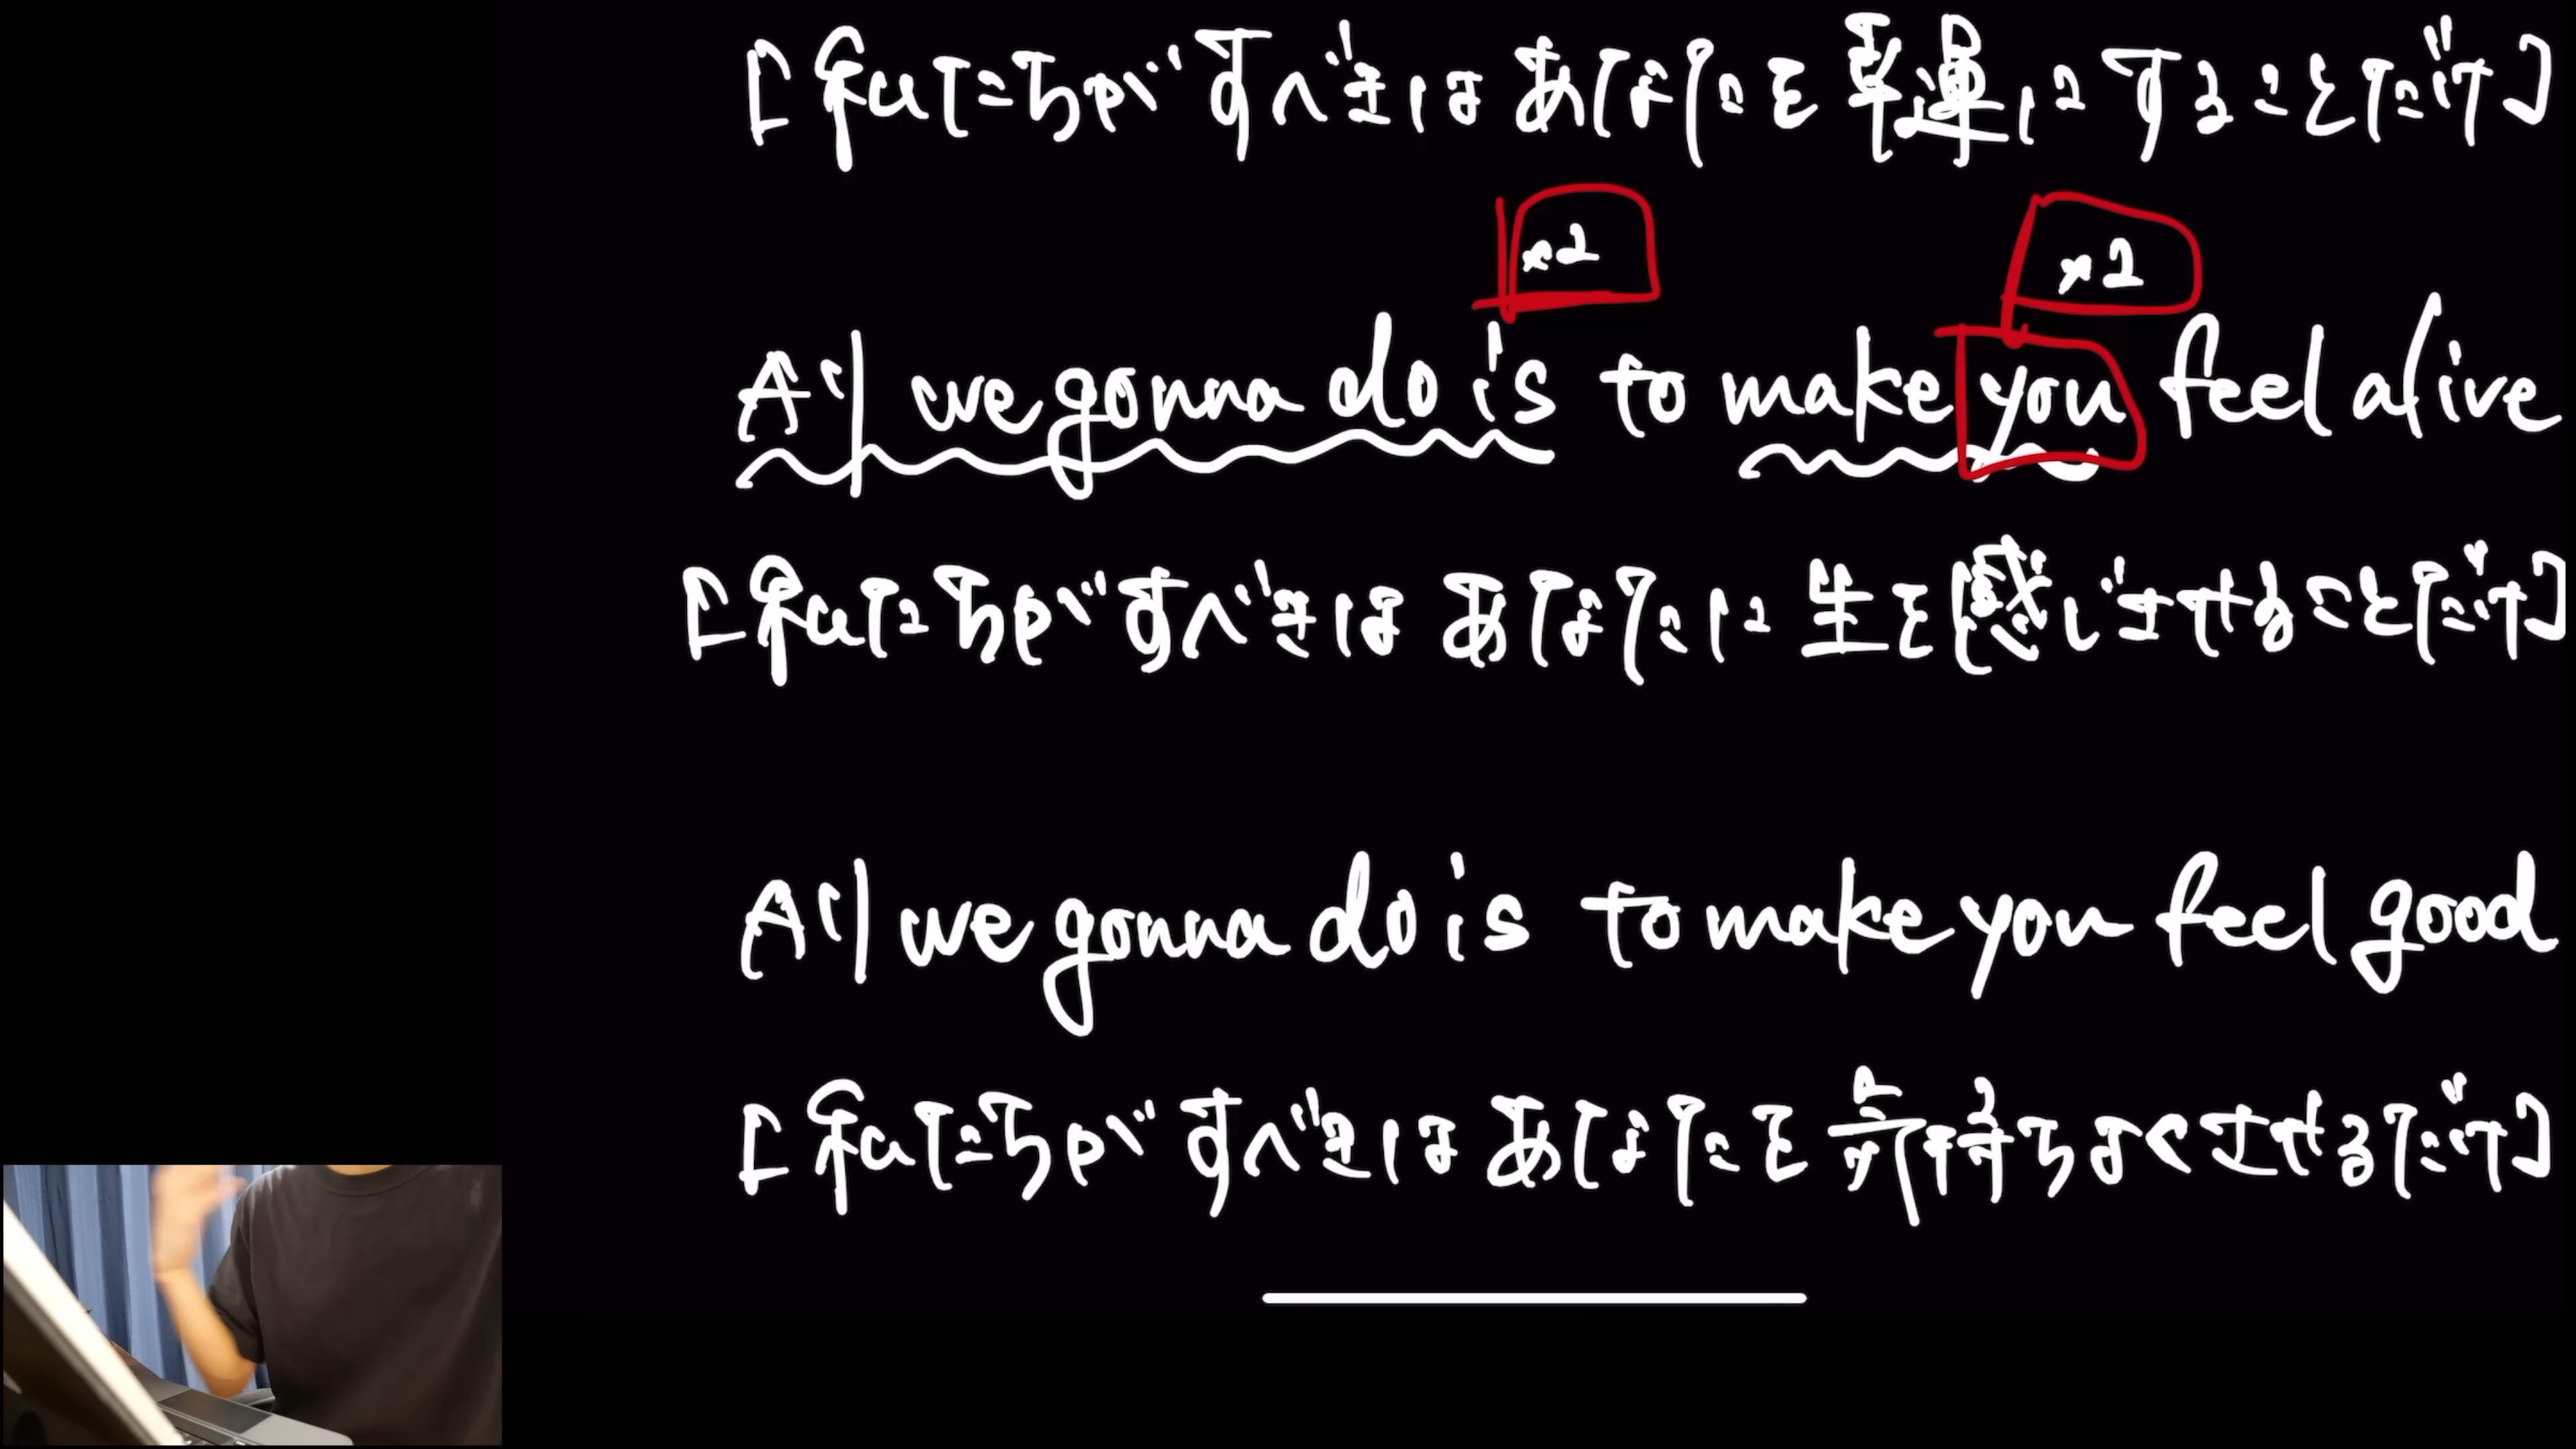 [私たちがすべきはあなたを幸運にすることだけ]
×2 ×2
All we gonna do is to make you feel alive
[私たちがすべきはあなたに生を感じさせることだけ]
All we gonna do is to make you feel good
[私たちがすべきはあなたを気持ちよくさせるだけ]